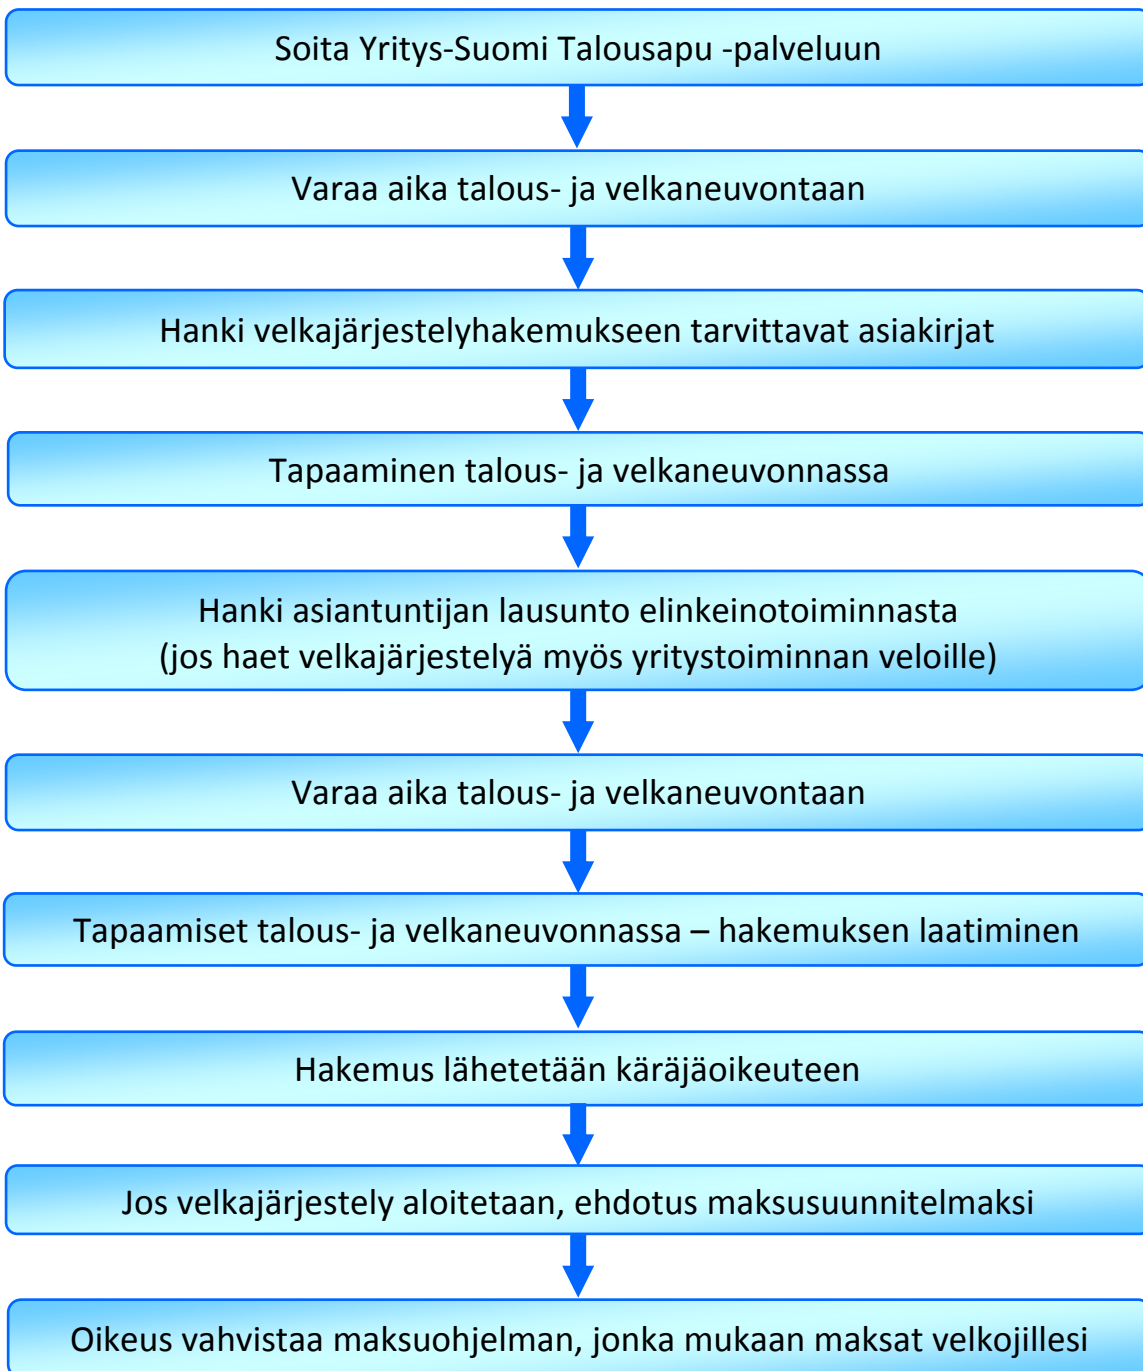 Soita Yritys-Suomi Talousapu -palveluun
Varaa aika talous- ja velkaneuvontaan
Hanki velkajärjestelyhakemukseen tarvittavat asiakirjat
Tapaaminen talous- ja velkaneuvonnassa
Hanki asiantuntijan lausunto elinkeinotoiminnasta
(jos haet velkajärjestelyä myös yritystoiminnan veloille)
Varaa aika talous- ja velkaneuvontaan
Tapaamiset talous- ja velkaneuvonnassa – hakemuksen laatiminen
Hakemus lähetetään käräjäoikeuteen
Jos velkajärjestely aloitetaan, ehdotus maksusuunnitelmaksi
Oikeus vahvistaa maksuohjelman, jonka mukaan maksat velkojillesi